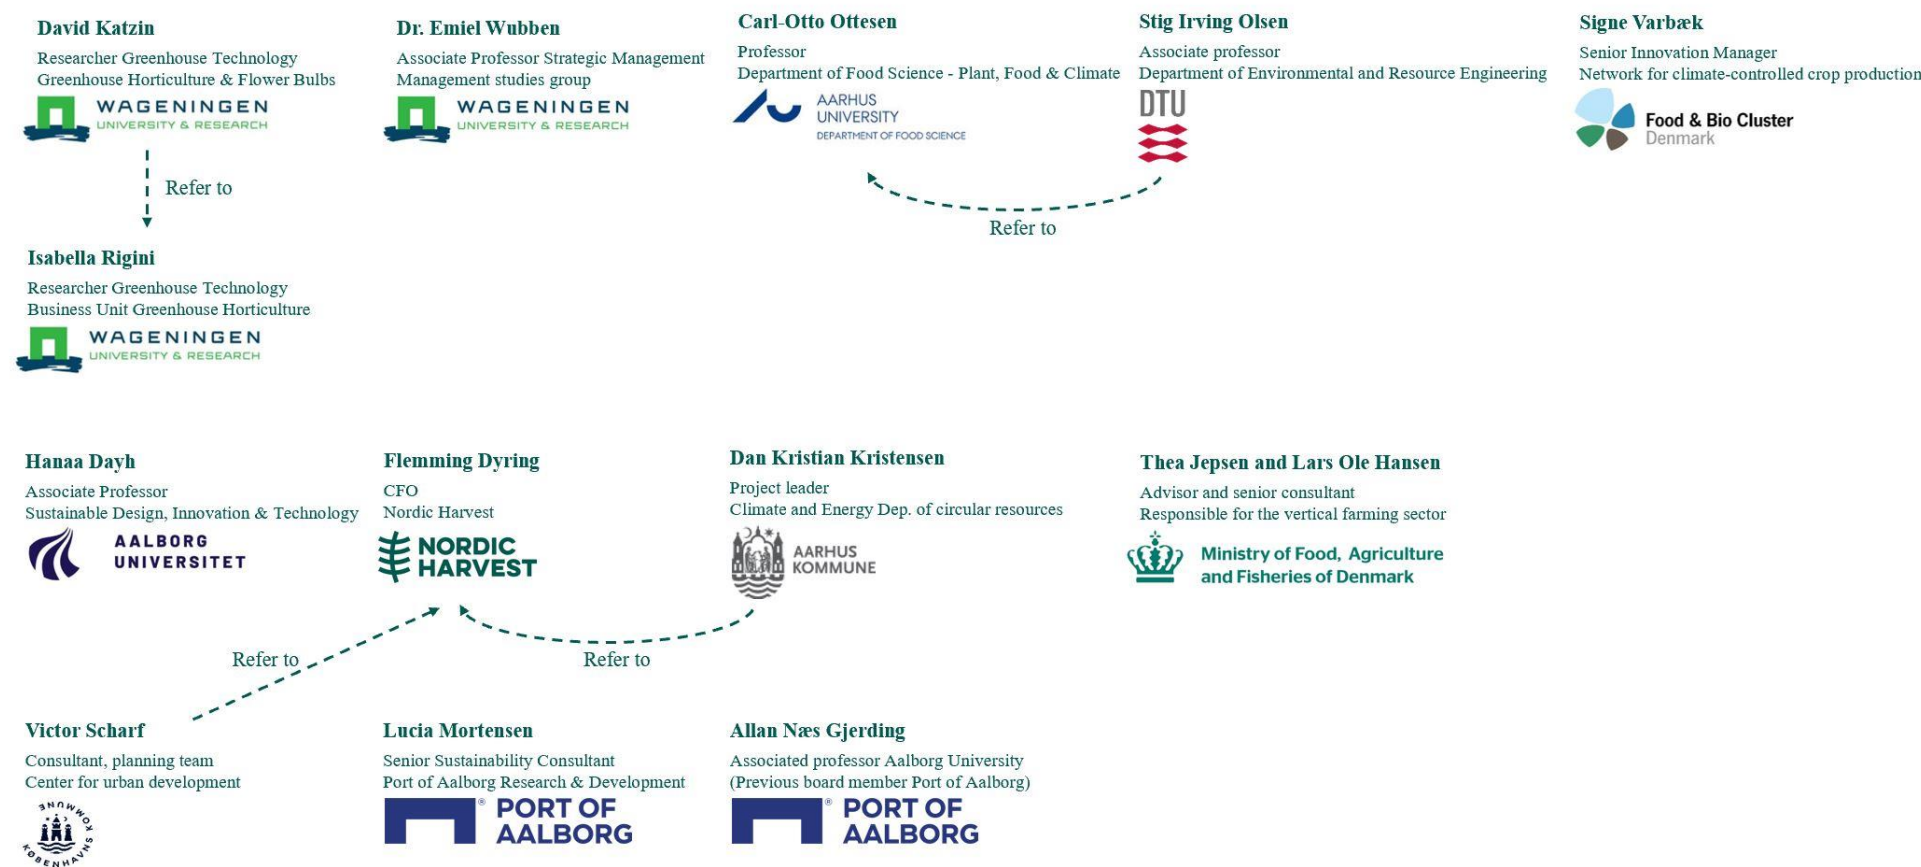 David Katzin
Researcher Greenhouse Technology
Greenhouse Horticulture & Flower Bulbs
WAGENINGEN
UNIVERSITY & RESEARCH
Dr. Emiel Wubben
Associate Professor Strategic Management
Management studies group
WAGENINGEN
UNIVERSITY & RESEARCH
Carl-Otto Ottesen
Professor
Department of Food Science - Plant, Food & Climate
AARHUS
UNIVERSITY
DEPARTMENT OF FOOD SCIENCE
Stig Irving Olsen
Associate professor
Department of Environmental and Resource Engineering
DTU
Signe Varbæk
Senior Innovation Manager
Network for climate-controlled crop production
Food & Bio Cluster
Denmark
Refer to
Refer to
Isabella Rigini
Researcher Greenhouse Technology
Business Unit Greenhouse Horticulture
WAGENINGEN
UNIVERSITY & RESEARCH
Hanaa Dayh
Associate Professor
Sustainable Design, Innovation & Technology
AALBORG
UNIVERSITET
Flemming Dyring
CFO
Nordic Harvest
NORDIC
HARVEST
Dan Kristian Kristensen
Project leader
Climate and Energy Dep. of circular resources
AARHUS
KOMMUNE
Thea Jepsen and Lars Ole Hansen
Advisor and senior consultant
Responsible for the vertical farming sector
Ministry of Food, Agriculture
and Fisheries of Denmark
Refer to
Refer to
Victor Scharf
Consultant, planning team
Center for urban development
KØBENHAVNS KOMMUNE
Lucia Mortensen
Senior Sustainability Consultant
Port of Aalborg Research & Development
® PORT OF
AALBORG
Allan Næs Gjerding
Associated professor Aalborg University
(Previous board member Port of Aalborg)
® PORT OF
AALBORG